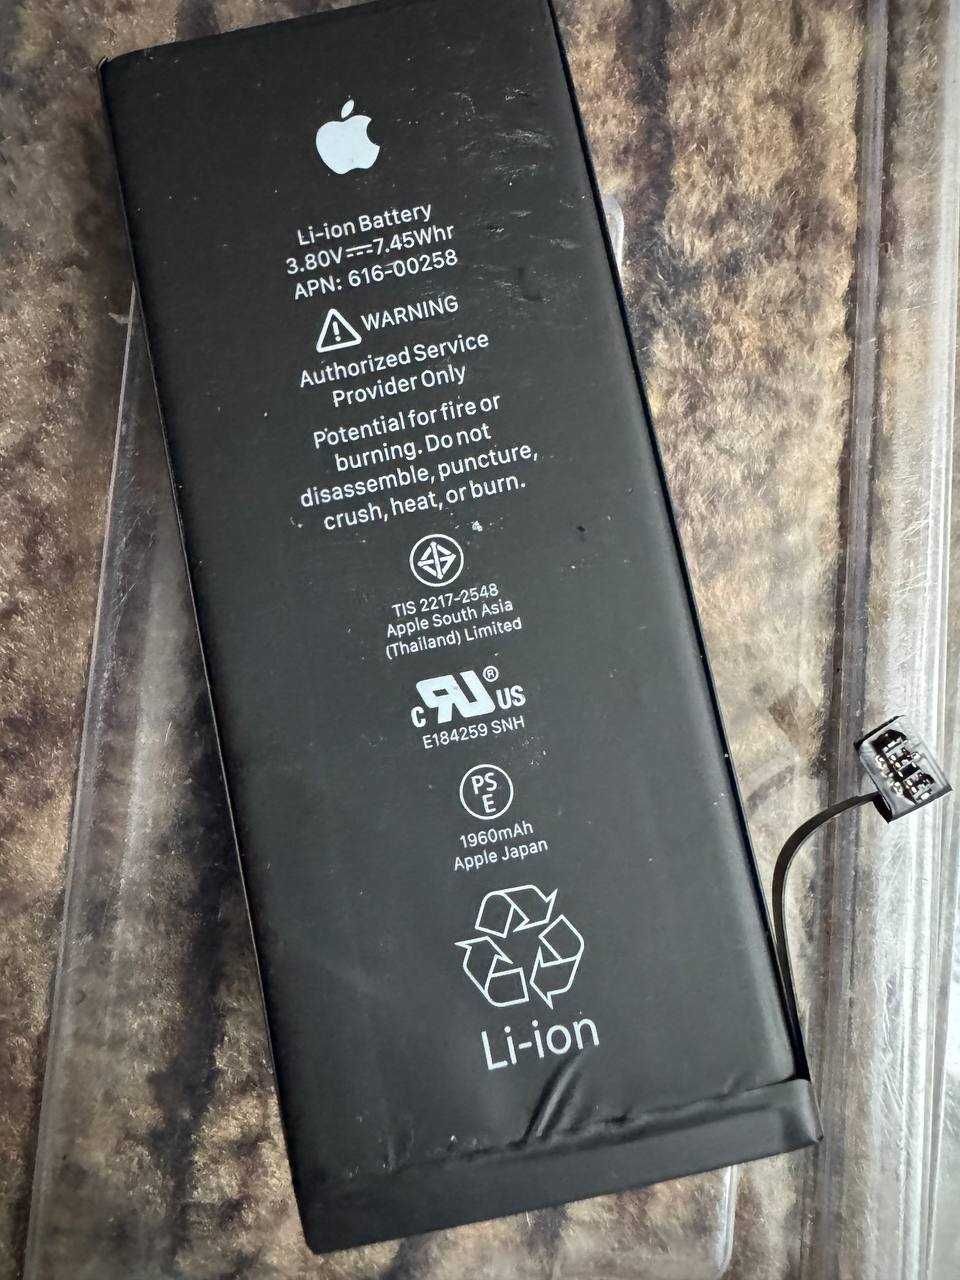 Li-ion Battery
3.80V⎓7.45Whr
APN: 616-00258
WARNING
Authorized Service
Provider Only
Potential for fire or
burning. Do not
disassemble, puncture,
crush, heat, or burn.
TIS 2217-2548
Apple South Asia
(Thailand) Limited
c RU ® US
E184259 SNH
PS
E
1960mAh
Apple Japan
Li-ion